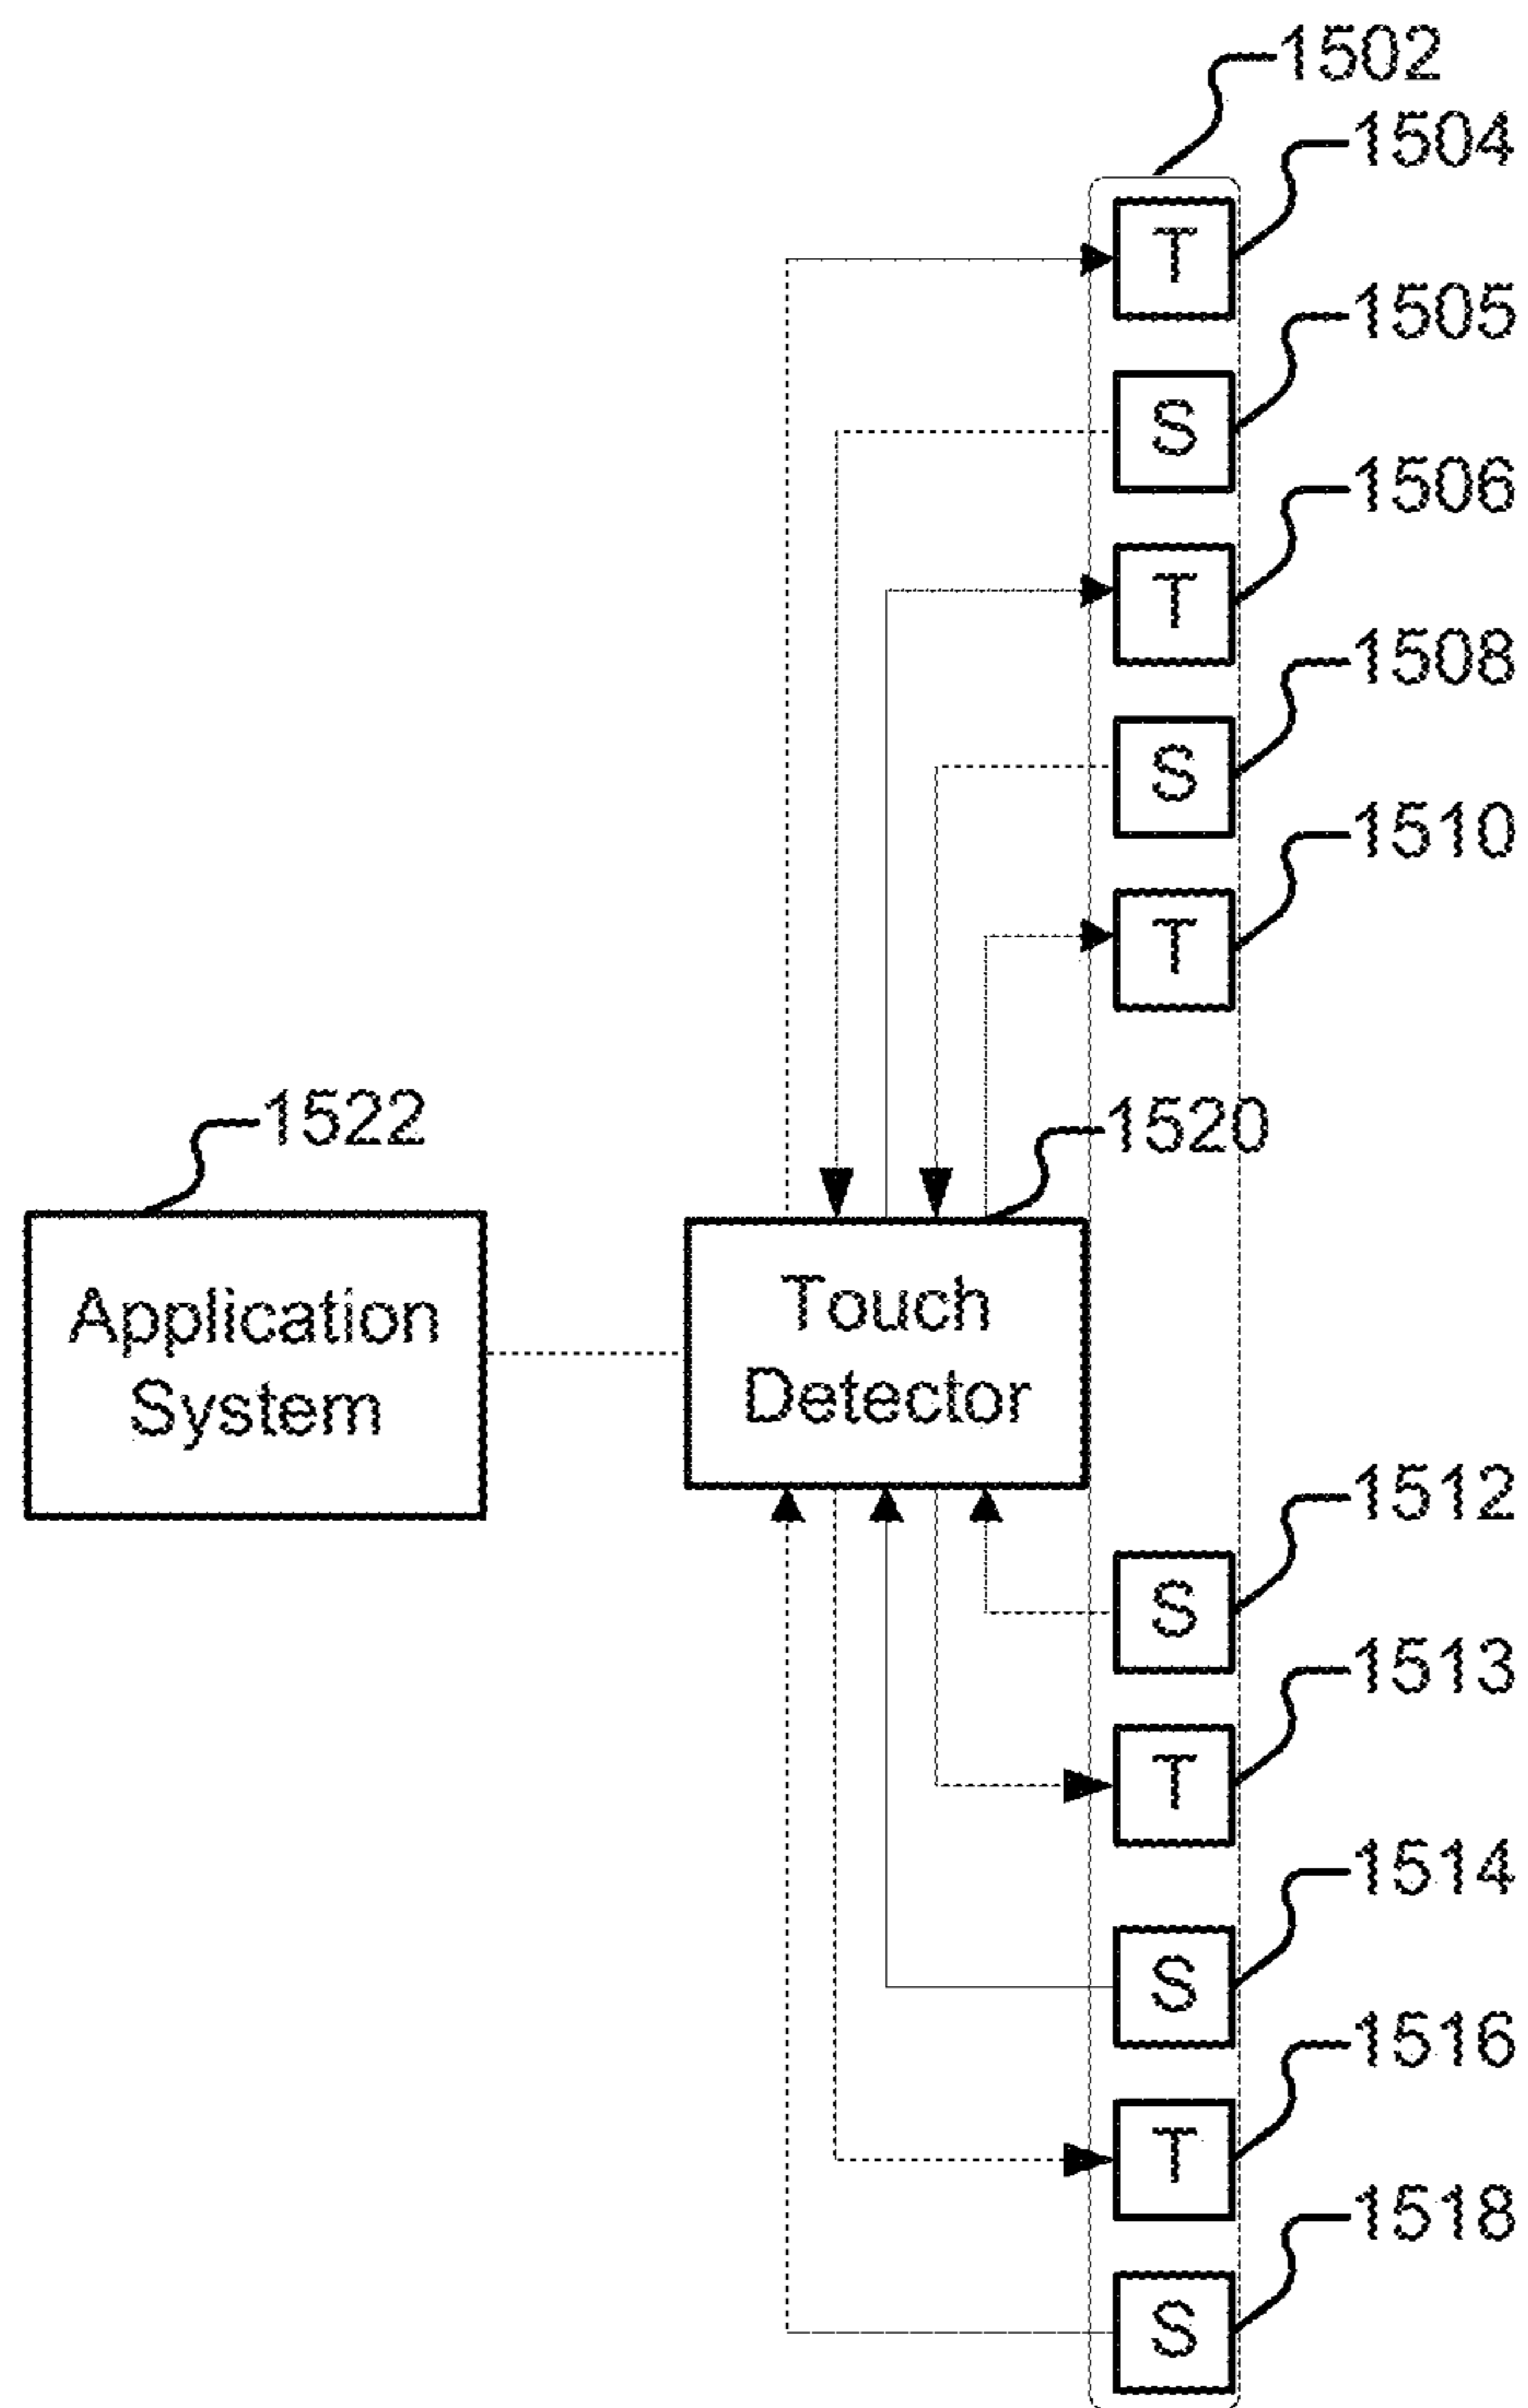 1502
1504
T
1505
S
1506
T
1508
S
1510
T
1522
1520
Application
System
Touch
Detector
1512
S
1513
T
1514
S
1516
T
1518
S